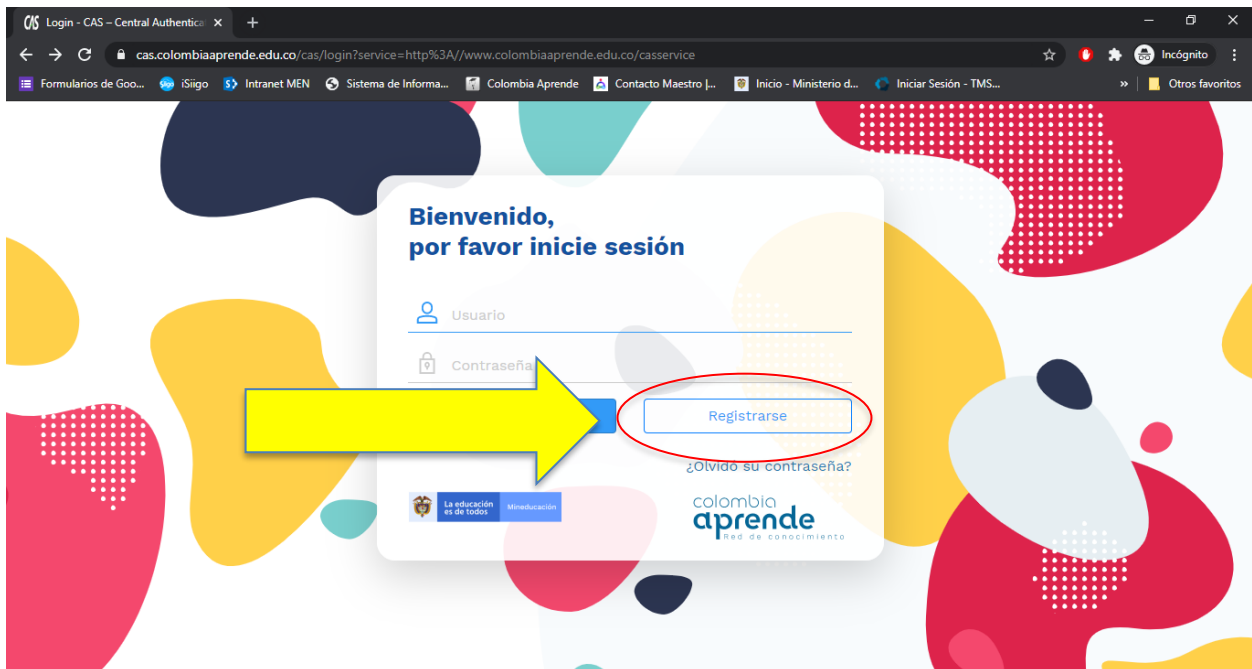 Login - CAS – Central Authentica
cas.colombiaaprende.edu.co/cas/login?service=http%3A//www.colombiaaprende.edu.co/casservice
Incógnito
Formularios de Goo...
iSiigo
Intranet MEN
Sistema de Informa...
Colombia Aprende
Contacto Maestro |...
Inicio - Ministerio d...
Iniciar Sesión - TMS...
»
Otros favoritos
Bienvenido,
por favor inicie sesión
Usuario
Contraseña
Registrarse
¿Olvidó su contraseña?
La educación
es de todos
Mineducación
colombia
aprende
Red de conocimiento